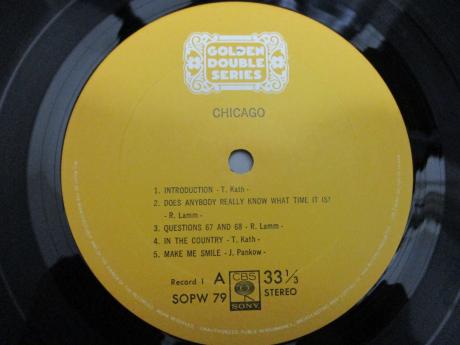 GOLDEN
DOUBLE
SERIES
CHICAGO
1. INTRODUCTION - T. Kath -
2. DOES ANYBODY REALLY KNOW WHAT TIME IT IS?
- R. Lamm -
3. QUESTIONS 67 AND 68 - R. Lamm -
4. IN THE COUNTRY - T. Kath -
5. MAKE ME SMILE - J. Pankow -
Record 1 A
SOPW 79
CBS
SONY
33 1/3
STEREO